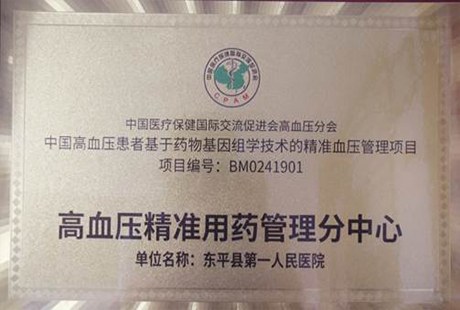 CPAM
中国医疗保健国际交流促进会高血压分会
中国高血压患者基于药物基因组学技术的精准血压管理项目
项目编号：BM0241901
高血压精准用药管理分中心
单位名称：东平县第一人民医院